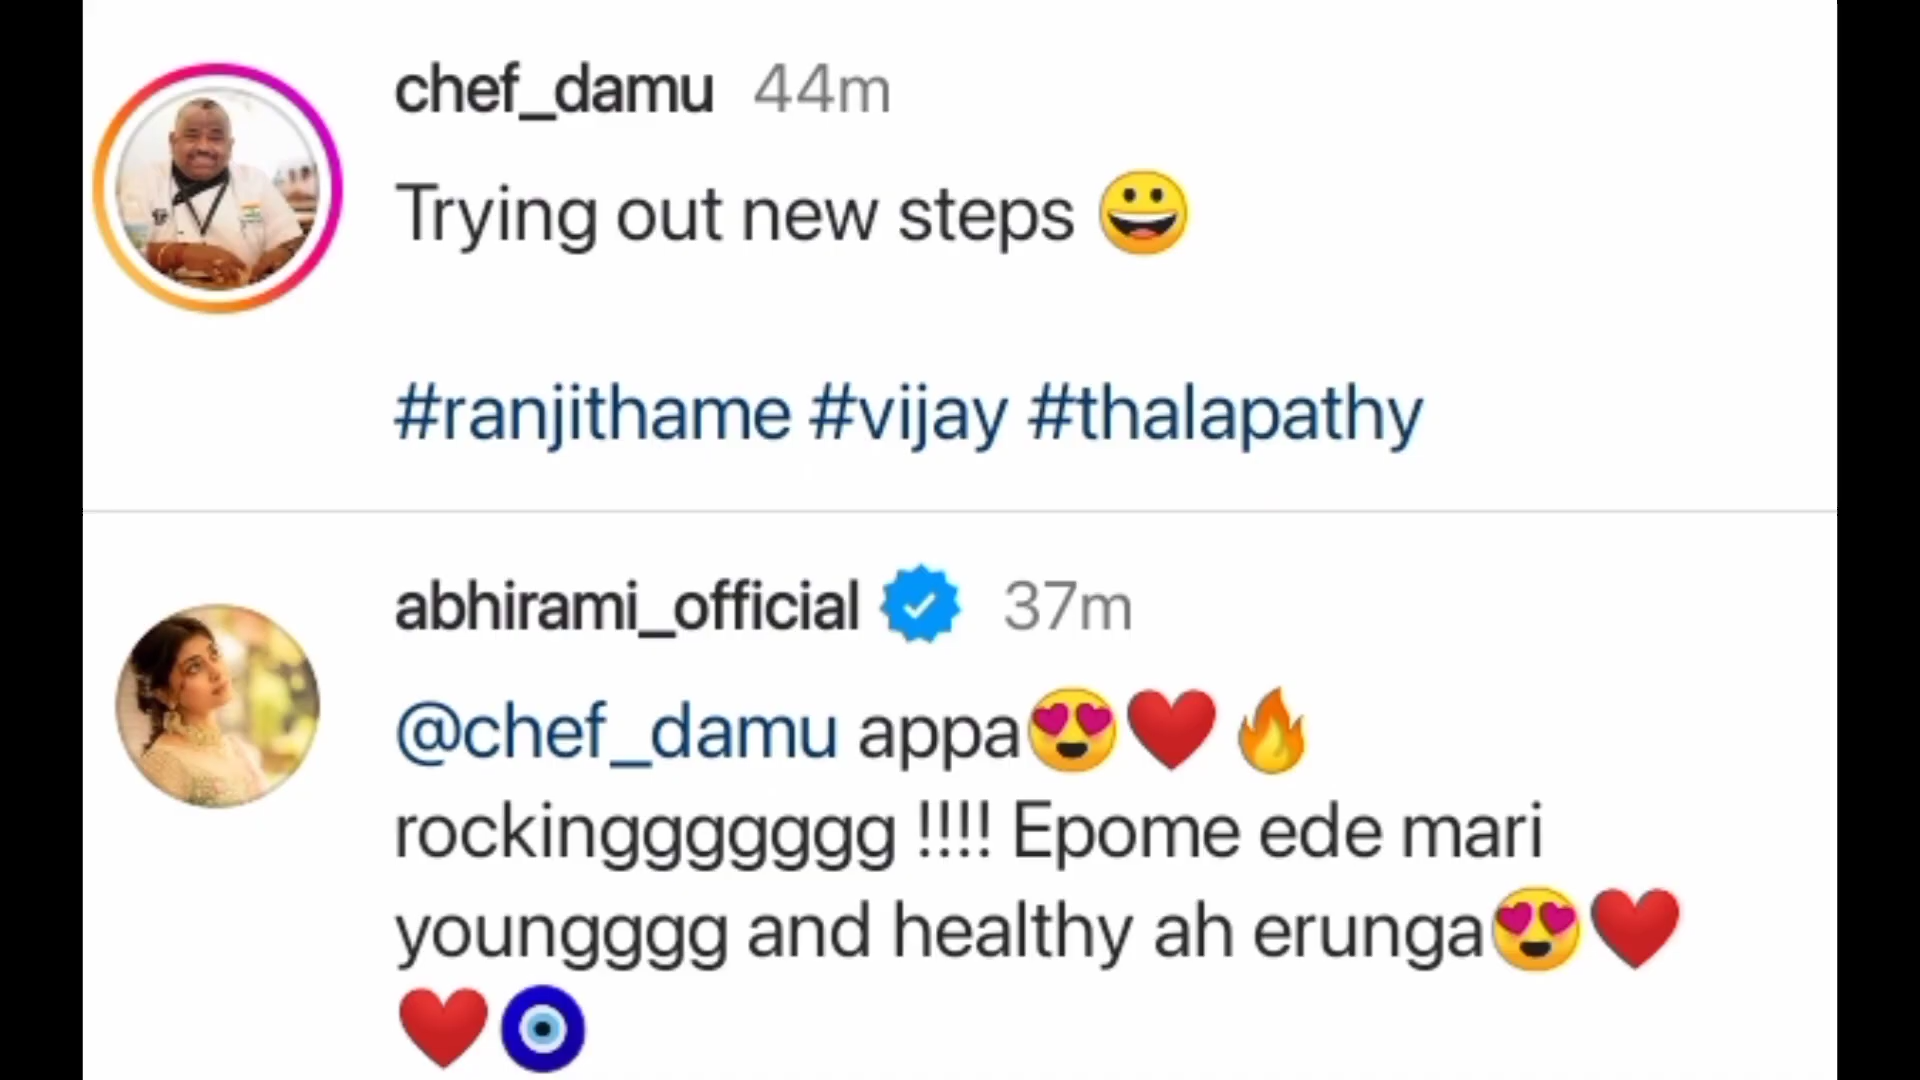 chef_damu 44m
Trying out new steps 😀
#ranjithame #vijay #thalapathy
abhirami_official 37m
@chef_damu appa😍❤️🔥
rockinggggggg !!!! Epome ede mari
youngggg and healthy ah erunga😍❤️
❤️🧿